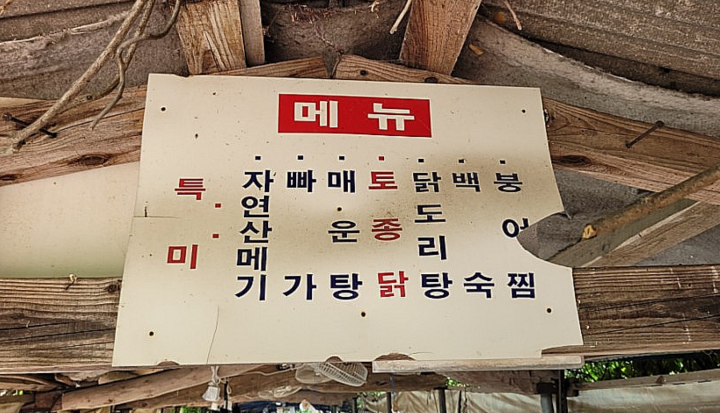 메뉴
특미
자연산메기
빠가
매운탕
토종닭
닭도리탕
백숙
붕어찜